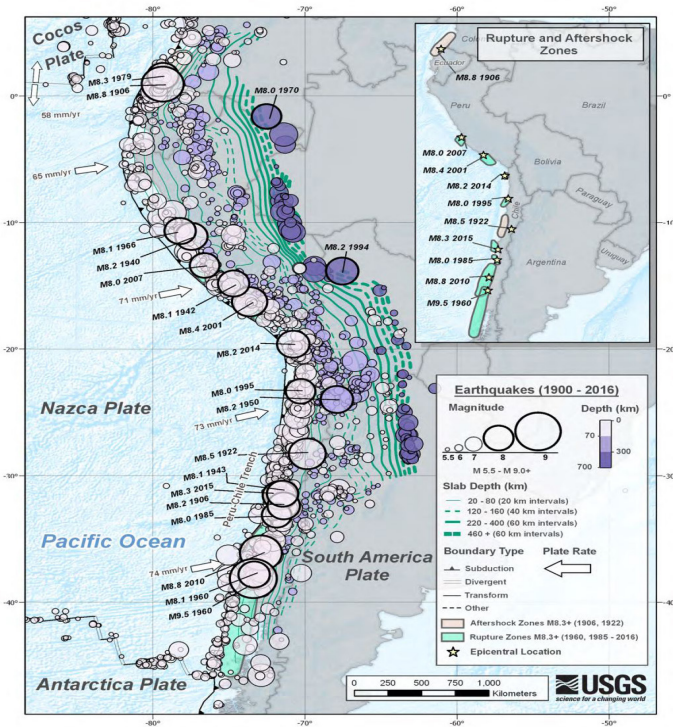 -80°
-70°
-60°
Cocos
Plate
M8.3 1979
M8.8 1906
0°
58 mm/yr
65 mm/yr
M8.0 1970
-10°
M8.1 1966
M8.2 1940
M8.0 2007
M8.2 1994
71 mm/yr
M8.1 1942
M8.4 2001
M8.2 2014
-20°
M8.0 1995
M8.2 1950
Nazca Plate
73 mm/yr
M8.5 1922
Peru-Chile Trench
-30°
M8.1 1943
M8.3 2015
M8.2 1906
M8.0 1985
Pacific Ocean
South America
Plate
74 mm/yr
M8.8 2010
M8.1 1960
M9.5 1960
-40°
Antarctica Plate
-80°
-70°
-60°
Rupture and Aftershock
Zones
Ecuador
M8.8 1906
Peru
Brazil
M8.0 2007
M8.4 2001
Bolivia
M8.2 2014
M8.0 1995
Paraguay
M8.5 1922
Chile
M8.3 2015
M8.0 1985
Argentina
Uruguay
M8.8 2010
M9.5 1960
0°
-10°
-20°
-30°
-40°
Earthquakes (1900 - 2016)
Magnitude
Depth (km)
5.5 6 7 8 9
M 5.5 - M 9.0+
0
70
300
700
Slab Depth (km)
20 - 80 (20 km intervals)
120 - 160 (40 km intervals)
220 - 400 (60 km intervals)
460 + (60 km intervals)
Boundary Type
Plate Rate
Subduction
Divergent
Transform
Other
Aftershock Zones M8.3+ (1906, 1922)
Rupture Zones M8.3+ (1960, 1985 - 2016)
Epicentral Location
0 250 500 750 1,000
Kilometers
USGS
science for a changing world